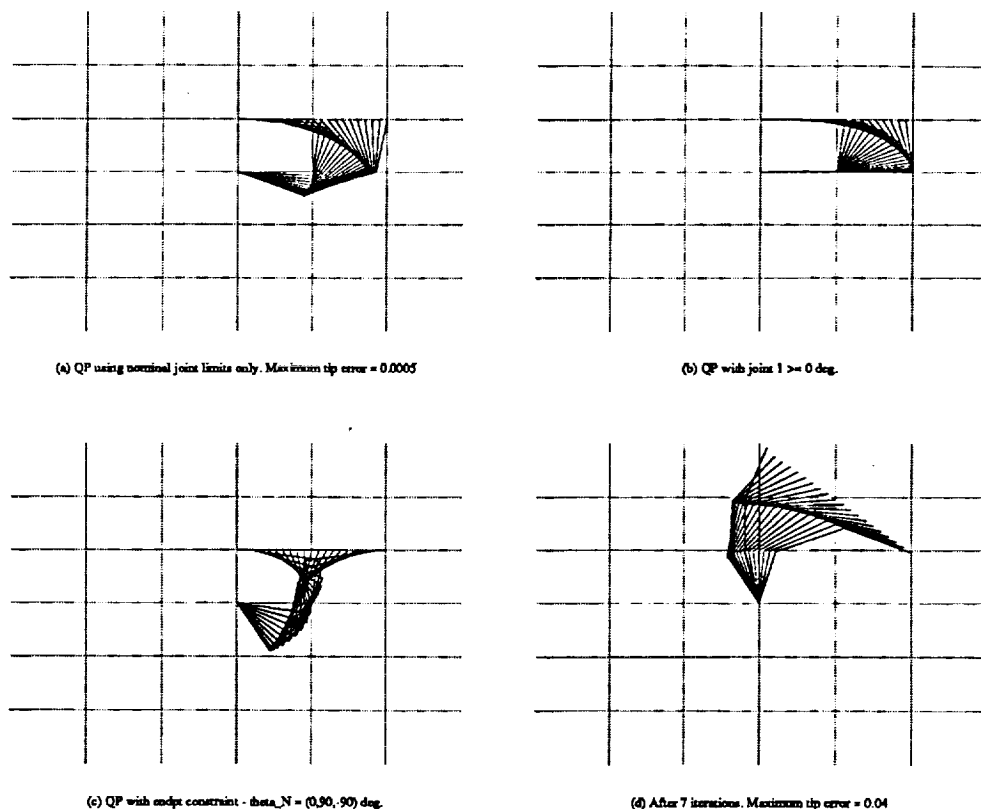 (a) QP using nominal joint limits only. Maximum tip error = 0.0005
(b) QP with joint 1 >= 0 deg.
(c) QP with endpt constraint - theta_N = (0,90,-90) deg.
(d) After 7 iterations. Maximum tip error = 0.04